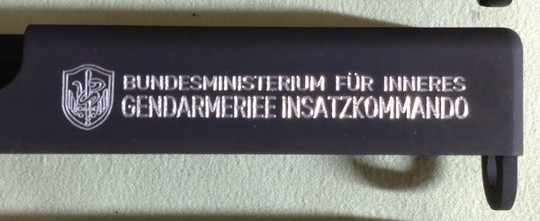 BUNDESMINISTERIUM FÜR INNERES
GENDARMERIEE INSATZKOMMANDO